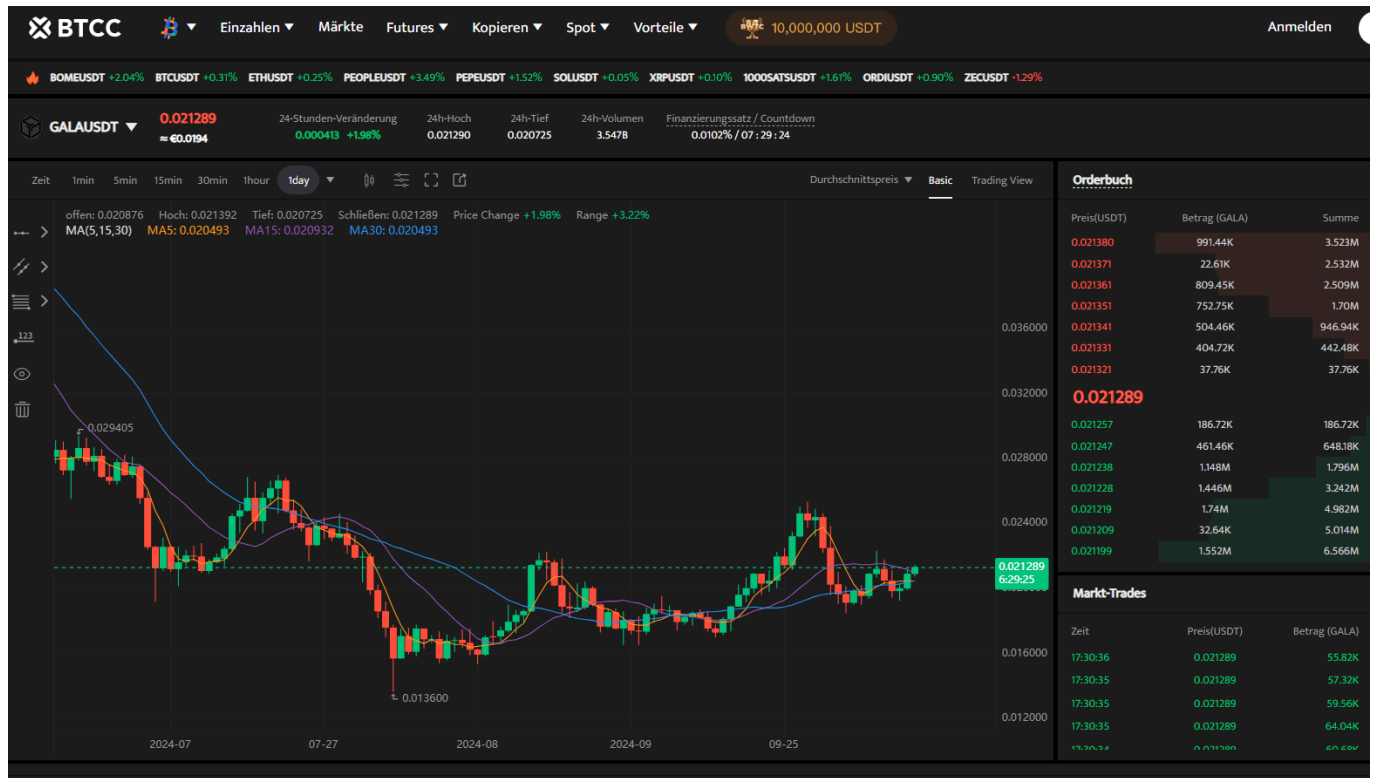 BTCC Einzahlen Märkte Futures Kopieren Spot Vorteile 10,000,000 USDT Anmelden
BOMEUSDT +2.04% BTCUSDT +0.31% ETHUSDT +0.25% PEOPLEUSDT +3.49% PEPEUSDT +1.52% SOLUSDT +0.05% XRPUSDT +0.10% 1000SATSUSDT +1.61% ORDIUSDT +0.90% ZECUSDT -1.29%
GALAUSDT
0.021289
≈ €0.0194
24-Stunden-Veränderung
0.000413 +1.98%
24h-Hoch
0.021290
24h-Tief
0.020725
24h-Volumen
3.547B
Finanzierungssatz / Countdown
0.0102% / 07 : 29 : 24
Zeit 1min 5min 15min 30min 1hour 1day Durchschnittspreis Basic Trading View
offen: 0.020876 Hoch: 0.021392 Tief: 0.020725 Schließen: 0.021289 Price Change +1.98% Range +3.22%
MA(5,15,30) MA5: 0.020493 MA15: 0.020932 MA30: 0.020493
123
0.029405
0.013600
0.036000
0.032000
0.028000
0.024000
0.021289
6:29:25
0.016000
0.012000
2024-07 07-27 2024-08 2024-09 09-25
Orderbuch
Preis(USDT) Betrag (GALA) Summe
0.021380 991.44K 3.523M
0.021371 22.61K 2.532M
0.021361 809.45K 2.509M
0.021351 752.75K 1.70M
0.021341 504.46K 946.94K
0.021331 404.72K 442.48K
0.021321 37.76K 37.76K
0.021289
0.021257 186.72K 186.72K
0.021247 461.46K 648.18K
0.021238 1.148M 1.796M
0.021228 1.446M 3.242M
0.021219 1.74M 4.982M
0.021209 32.64K 5.014M
0.021199 1.552M 6.566M
Markt-Trades
Zeit Preis(USDT) Betrag (GALA)
17:30:36 0.021289 55.82K
17:30:35 0.021289 57.32K
17:30:35 0.021289 59.56K
17:30:35 0.021289 64.04K
17:30:34 0.021289 60.68K